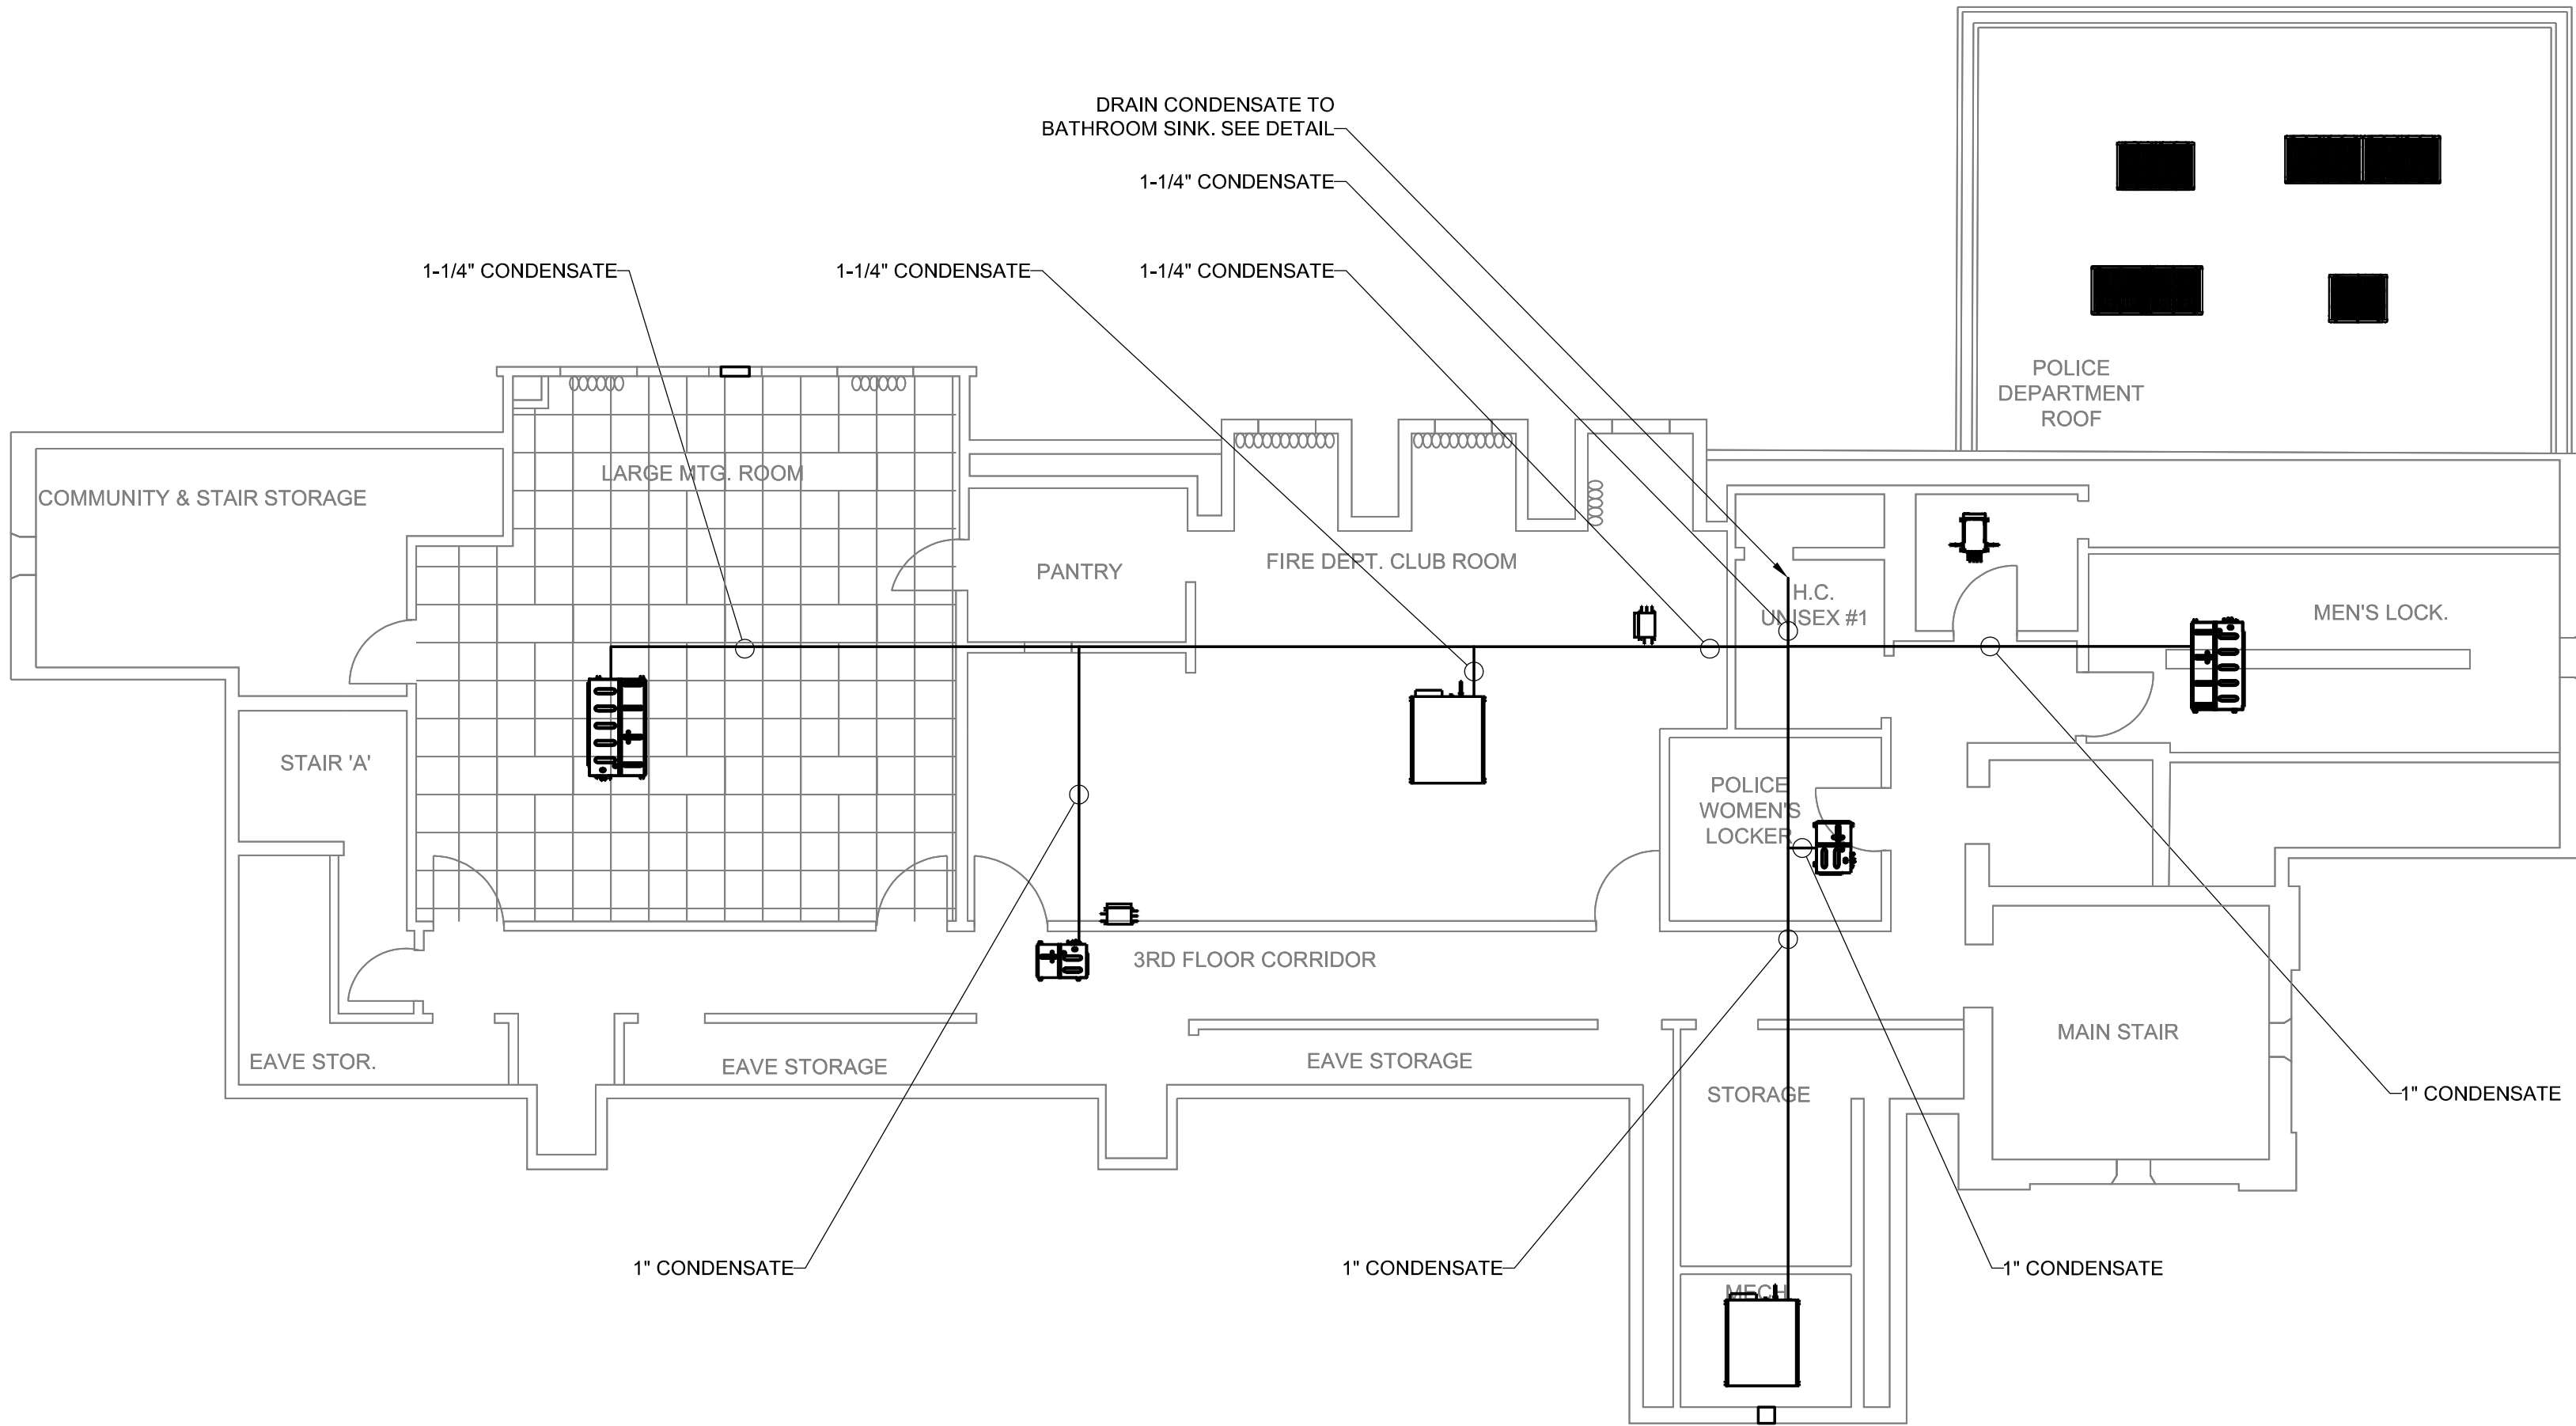 DRAIN CONDENSATE TO
BATHROOM SINK. SEE DETAIL
1-1/4" CONDENSATE
1-1/4" CONDENSATE
1-1/4" CONDENSATE
1-1/4" CONDENSATE
POLICE
DEPARTMENT
ROOF
LARGE MTG. ROOM
COMMUNITY & STAIR STORAGE
PANTRY
FIRE DEPT. CLUB ROOM
H.C.
UNISEX #1
MEN'S LOCK.
STAIR 'A'
POLICE
WOMEN'S
LOCKER
3RD FLOOR CORRIDOR
EAVE STOR.
EAVE STORAGE
EAVE STORAGE
STORAGE
MAIN STAIR
1" CONDENSATE
1" CONDENSATE
1" CONDENSATE
1" CONDENSATE
MECH